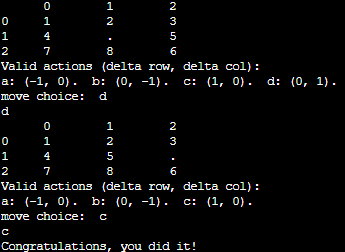 0 1 2
0 1 2 3
1 4 . 5
2 7 8 6
Valid actions (delta row, delta col):
a: (-1, 0). b: (0, -1). c: (1, 0). d: (0, 1).
move choice: d
d
0 1 2
0 1 2 3
1 4 5 .
2 7 8 6
Valid actions (delta row, delta col):
a: (-1, 0). b: (0, -1). c: (1, 0).
move choice: c
c
Congratulations, you did it!